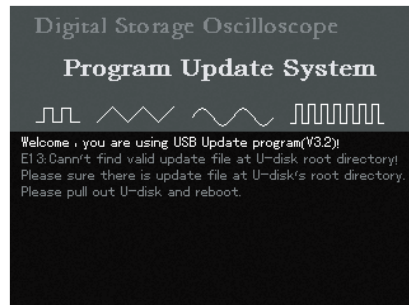 Digital Storage Oscilloscope
Program Update System
Welcome , you are using USB Update program(V3.2)!
E13:Cann't find valid update file at U-disk root directory!
Please sure there is update file at U-disk's root directory.
Please pull out U-disk and reboot.